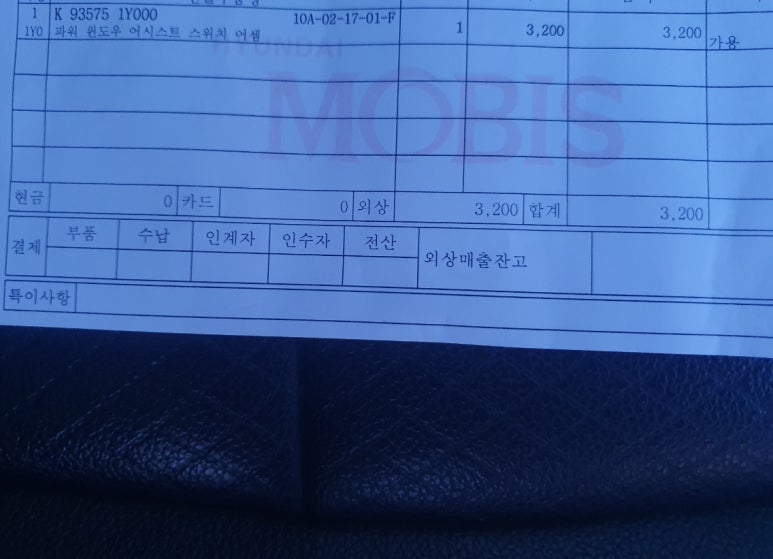 1 K 93575 1Y000 10A-02-17-01-F 1 3,200 3,200 가용
1Y0 파워 윈도우 어시스트 스위치 어셈
HYUNDAI
MOBIS
현금 0 카드 0 외상 3,200 합계 3,200
결제 부품 수납 인계자 인수자 전산 외상매출잔고
특이사항